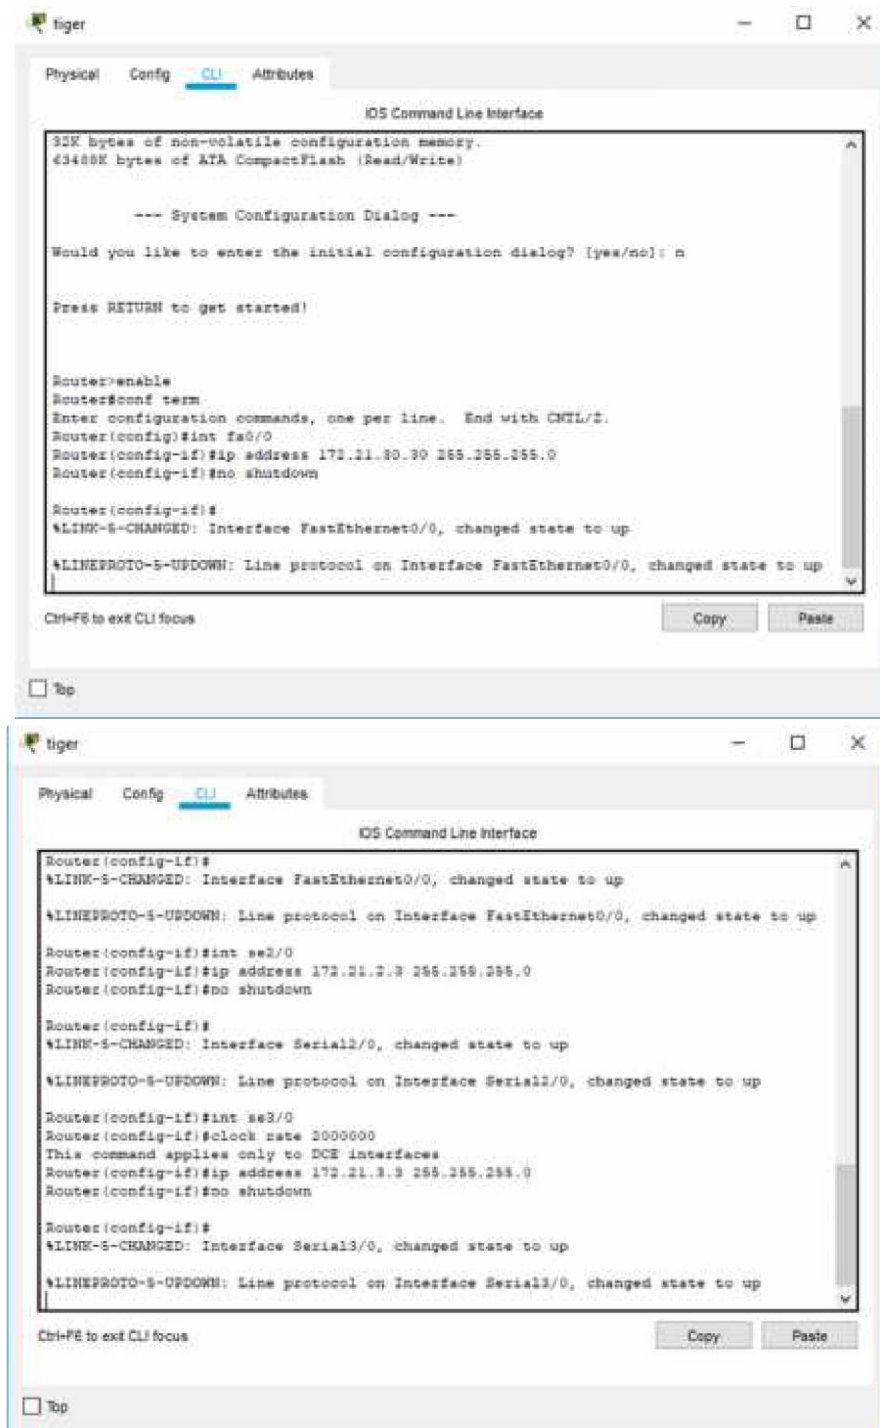 tiger
Physical Config CLI Attributes
IOS Command Line Interface
32K bytes of non-volatile configuration memory.
63488K bytes of ATA CompactFlash (Read/Write)
--- System Configuration Dialog ---
Would you like to enter the initial configuration dialog? [yes/no]: n
Press RETURN to get started!
Router>enable
Router#conf term
Enter configuration commands, one per line. End with CNTL/Z.
Router(config)#int fa0/0
Router(config-if)#ip address 172.21.30.30 255.255.255.0
Router(config-if)#no shutdown
Router(config-if)#
%LINK-5-CHANGED: Interface FastEthernet0/0, changed state to up
%LINEPROTO-5-UPDOWN: Line protocol on Interface FastEthernet0/0, changed state to up
Ctrl+F6 to exit CLI focus
Copy Paste
Top
tiger
Physical Config CLI Attributes
IOS Command Line Interface
Router(config-if)#
%LINK-5-CHANGED: Interface FastEthernet0/0, changed state to up
%LINEPROTO-5-UPDOWN: Line protocol on Interface FastEthernet0/0, changed state to up
Router(config-if)#int se2/0
Router(config-if)#ip address 172.21.2.3 255.255.255.0
Router(config-if)#no shutdown
Router(config-if)#
%LINK-5-CHANGED: Interface Serial2/0, changed state to up
%LINEPROTO-5-UPDOWN: Line protocol on Interface Serial2/0, changed state to up
Router(config-if)#int se3/0
Router(config-if)#clock rate 2000000
This command applies only to DCE interfaces
Router(config-if)#ip address 172.21.3.3 255.255.255.0
Router(config-if)#no shutdown
Router(config-if)#
%LINK-5-CHANGED: Interface Serial3/0, changed state to up
%LINEPROTO-5-UPDOWN: Line protocol on Interface Serial3/0, changed state to up
Ctrl+F6 to exit CLI focus
Copy Paste
Top